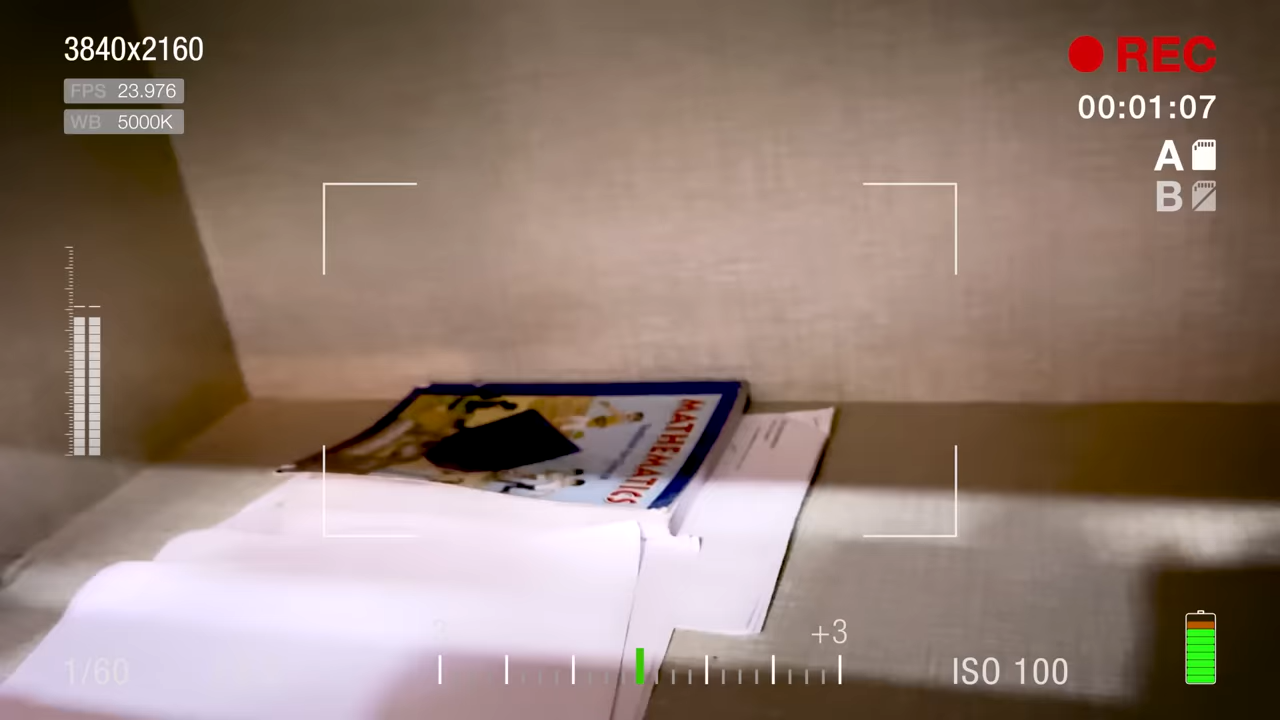 3840x2160
REC
FPS 23.976
00:01:07
WB 5000K
A
B
MATHEMATICS
+3
1/60
ISO 100